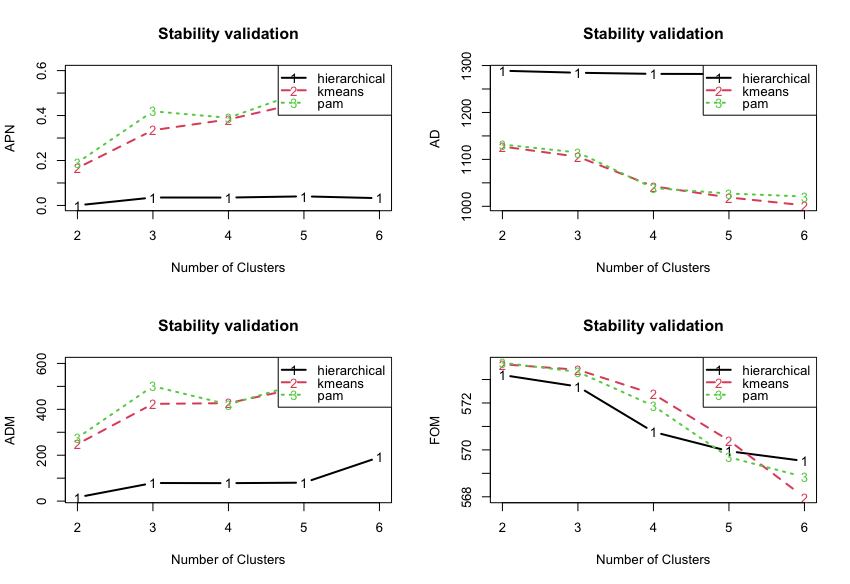 Stability validation
APN
0.6
0.4
0.2
0.0
1 hierarchical
2 kmeans
3 pam
2 3 4 5 6
Number of Clusters
Stability validation
AD
1300
1200
1100
1000
1 hierarchical
2 kmeans
3 pam
2 3 4 5 6
Number of Clusters
Stability validation
ADM
600
400
200
0
1 hierarchical
2 kmeans
3 pam
2 3 4 5 6
Number of Clusters
Stability validation
FOM
572
570
568
1 hierarchical
2 kmeans
3 pam
2 3 4 5 6
Number of Clusters